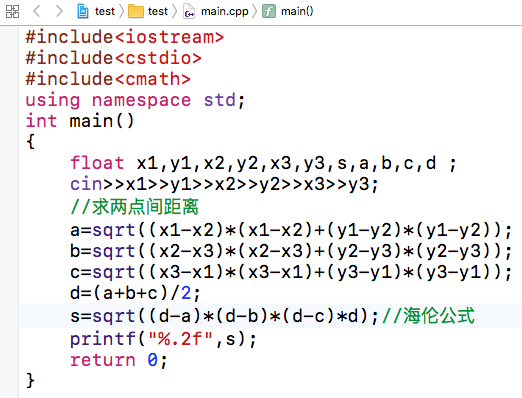 test test main.cpp main()
#include<iostream>
#include<cstdio>
#include<cmath>
using namespace std;
int main()
{
    float x1,y1,x2,y2,x3,y3,s,a,b,c,d ;
    cin>>x1>>y1>>x2>>y2>>x3>>y3;
    //求两点间距离
    a=sqrt((x1-x2)*(x1-x2)+(y1-y2)*(y1-y2));
    b=sqrt((x2-x3)*(x2-x3)+(y2-y3)*(y2-y3));
    c=sqrt((x3-x1)*(x3-x1)+(y3-y1)*(y3-y1));
    d=(a+b+c)/2;
    s=sqrt((d-a)*(d-b)*(d-c)*d);//海伦公式
    printf("%.2f",s);
    return 0;
}